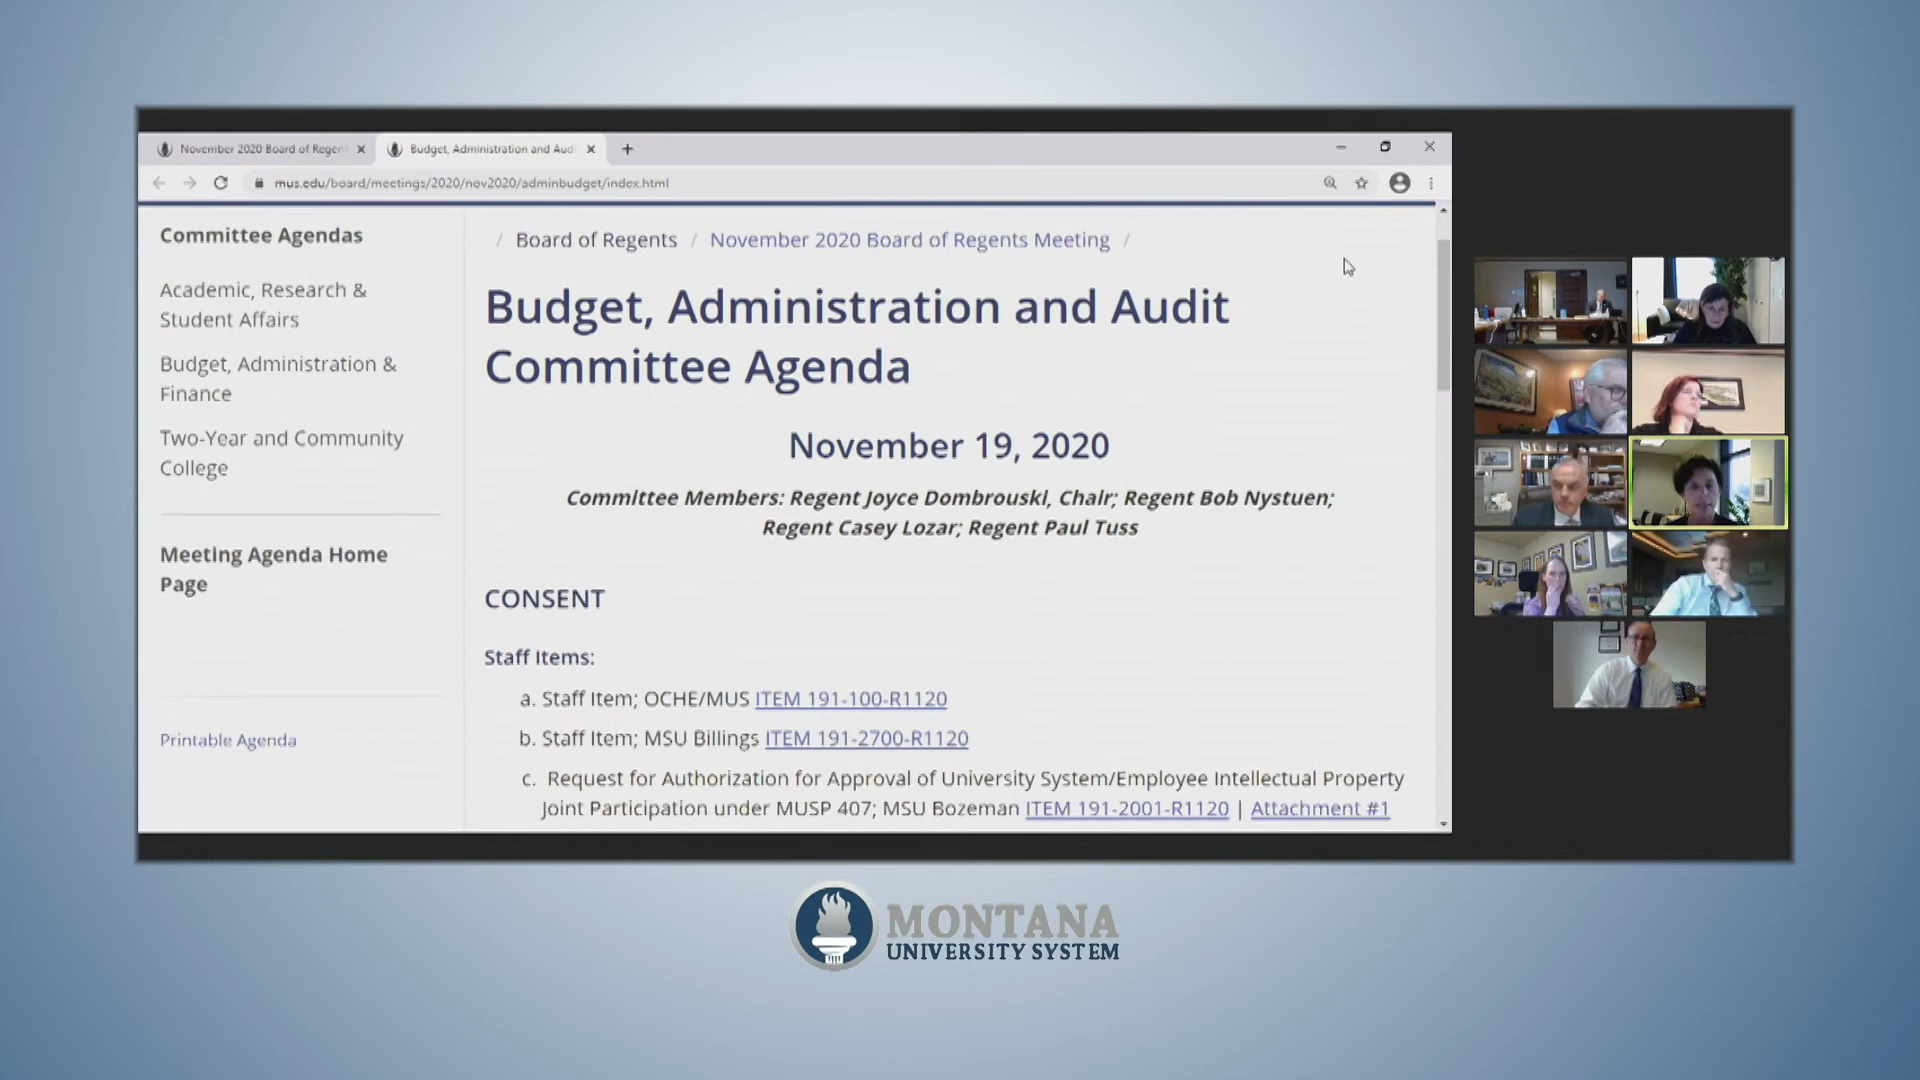 November 2020 Board of Regen
Budget, Administration and Aud
mus.edu/board/meetings/2020/nov2020/adminbudget/index.html
Committee Agendas
Academic, Research &
Student Affairs
Budget, Administration &
Finance
Two-Year and Community
College
Meeting Agenda Home
Page
Printable Agenda
/ Board of Regents / November 2020 Board of Regents Meeting /
Budget, Administration and Audit
Committee Agenda
November 19, 2020
Committee Members: Regent Joyce Dombrouski, Chair; Regent Bob Nystuen;
Regent Casey Lozar; Regent Paul Tuss
CONSENT
Staff Items:
a. Staff Item; OCHE/MUS ITEM 191-100-R1120
b. Staff Item; MSU Billings ITEM 191-2700-R1120
c. Request for Authorization for Approval of University System/Employee Intellectual Property
Joint Participation under MUSP 407; MSU Bozeman ITEM 191-2001-R1120 | Attachment #1
MONTANA
UNIVERSITY SYSTEM